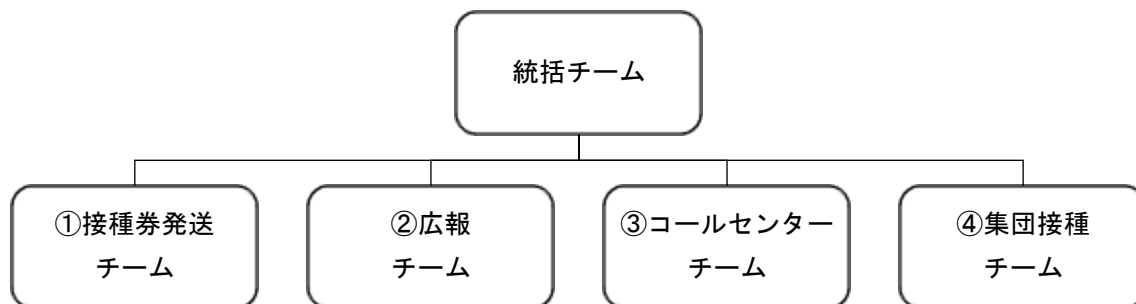 統括チーム
①接種券発送
チーム
②広報
チーム
③コールセンター
チーム
④集団接種
チーム